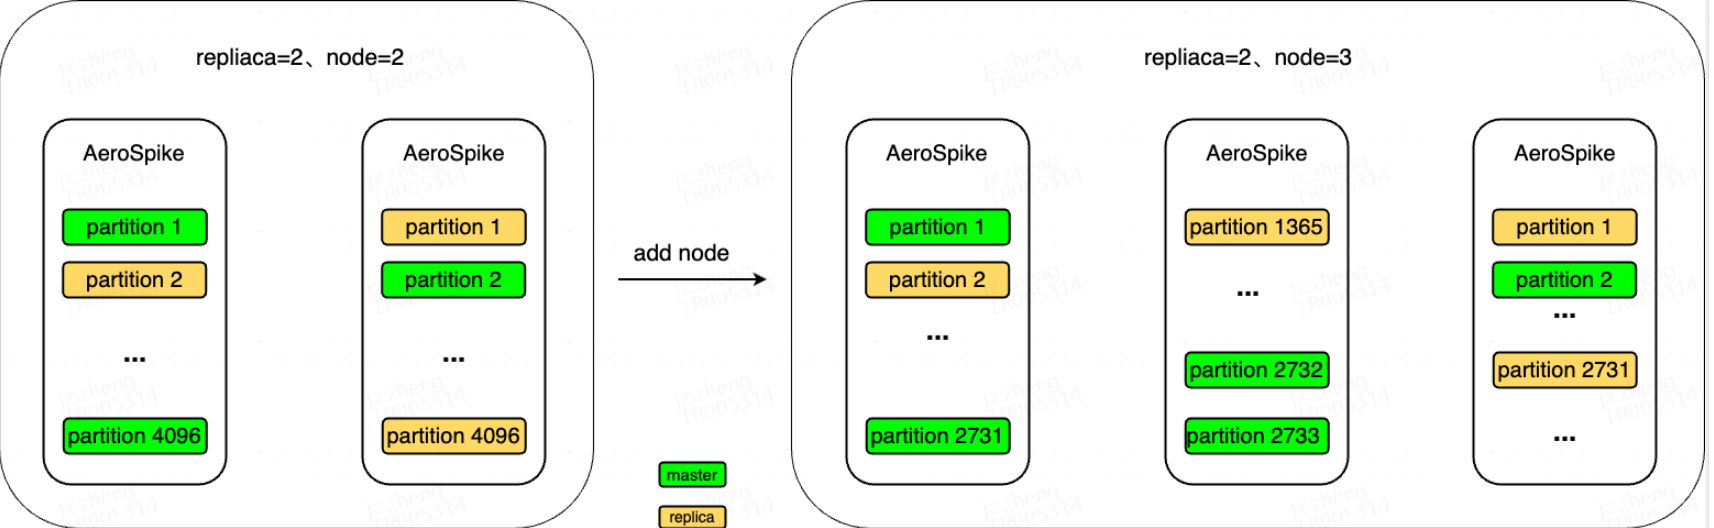 repliaca=2、node=2
AeroSpike
partition 1
partition 2
...
partition 4096
AeroSpike
partition 1
partition 2
...
partition 4096
add node
master
replica
repliaca=2、node=3
AeroSpike
partition 1
partition 2
...
partition 2731
AeroSpike
partition 1365
...
partition 2732
partition 2733
AeroSpike
partition 1
partition 2
...
partition 2731
...